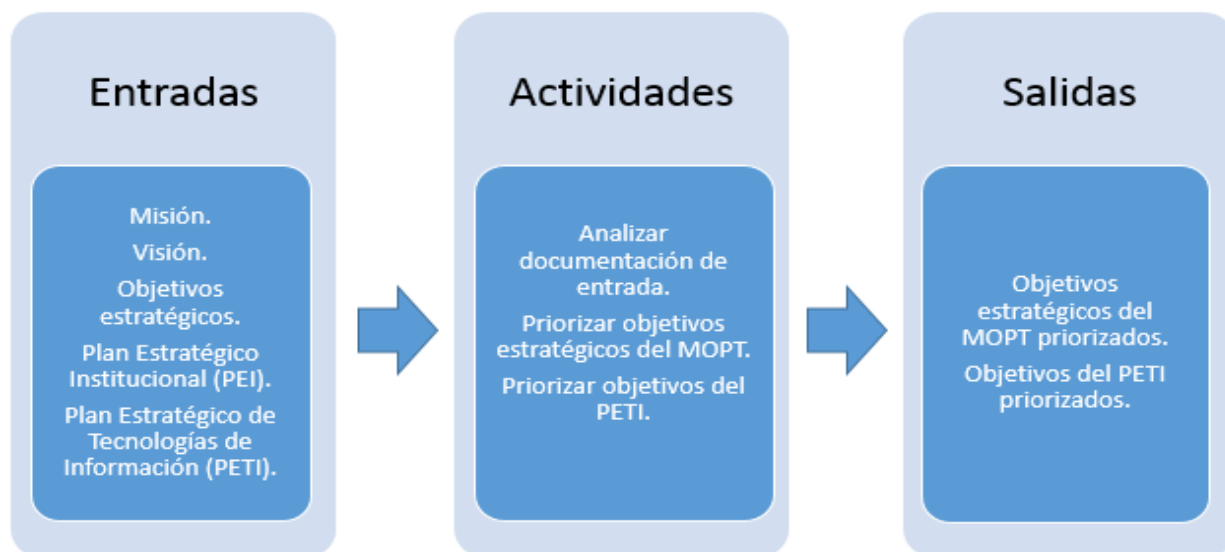 Entradas
Misión.
Visión.
Objetivos
estratégicos.
Plan Estratégico
Institucional (PEI).
Plan Estratégico de
Tecnologías de
Información (PETI).
Actividades
Analizar
documentación de
entrada.
Priorizar objetivos
estratégicos del MOPT.
Priorizar objetivos del
PETI.
Salidas
Objetivos
estratégicos del
MOPT priorizados.
Objetivos del PETI
priorizados.